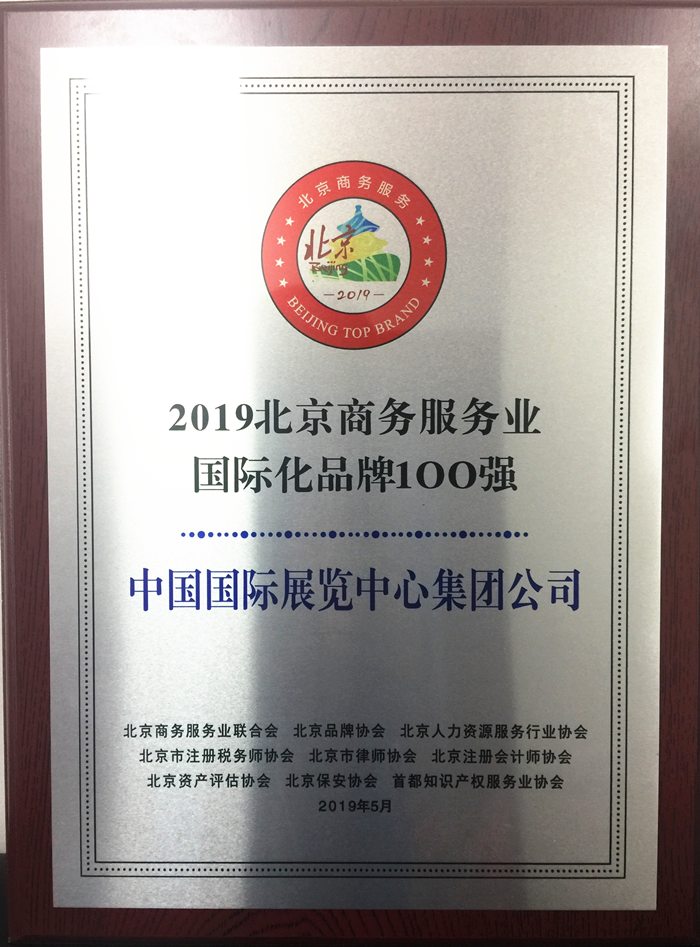 北京商务服务
北京
Beijing
2019
BEIJING TOP BRAND
2019北京商务服务业
国际化品牌100强
中国国际展览中心集团公司
北京商务服务业联合会 北京品牌协会 北京人力资源服务行业协会
北京市注册税务师协会 北京市律师协会 北京注册会计师协会
北京资产评估协会 北京保安协会 首都知识产权服务业协会
2019年5月